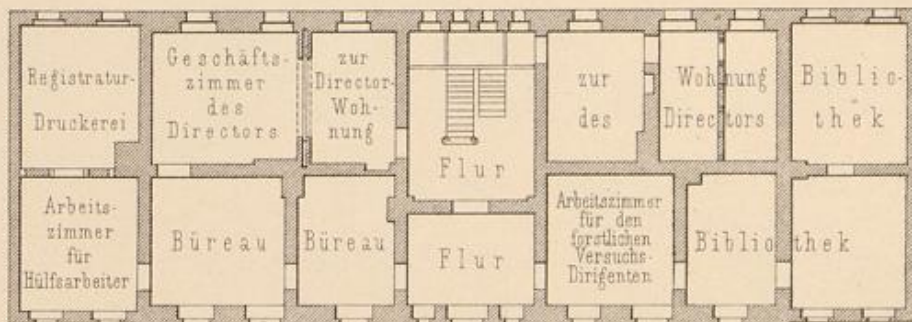 Registratur-
Druckerei
Geschäfts-
zimmer
des
Directors
zur
Director-
Woh-
nung
Flur
zur
des
Wohnung
Directors
Biblio-
thek
Arbeits-
zimmer
für
Hülfsarbeiter
Büreau
Büreau
Flur
Arbeitszimmer
für den
forstlichen
Versuchs-
Dirigenten
Bibliothek